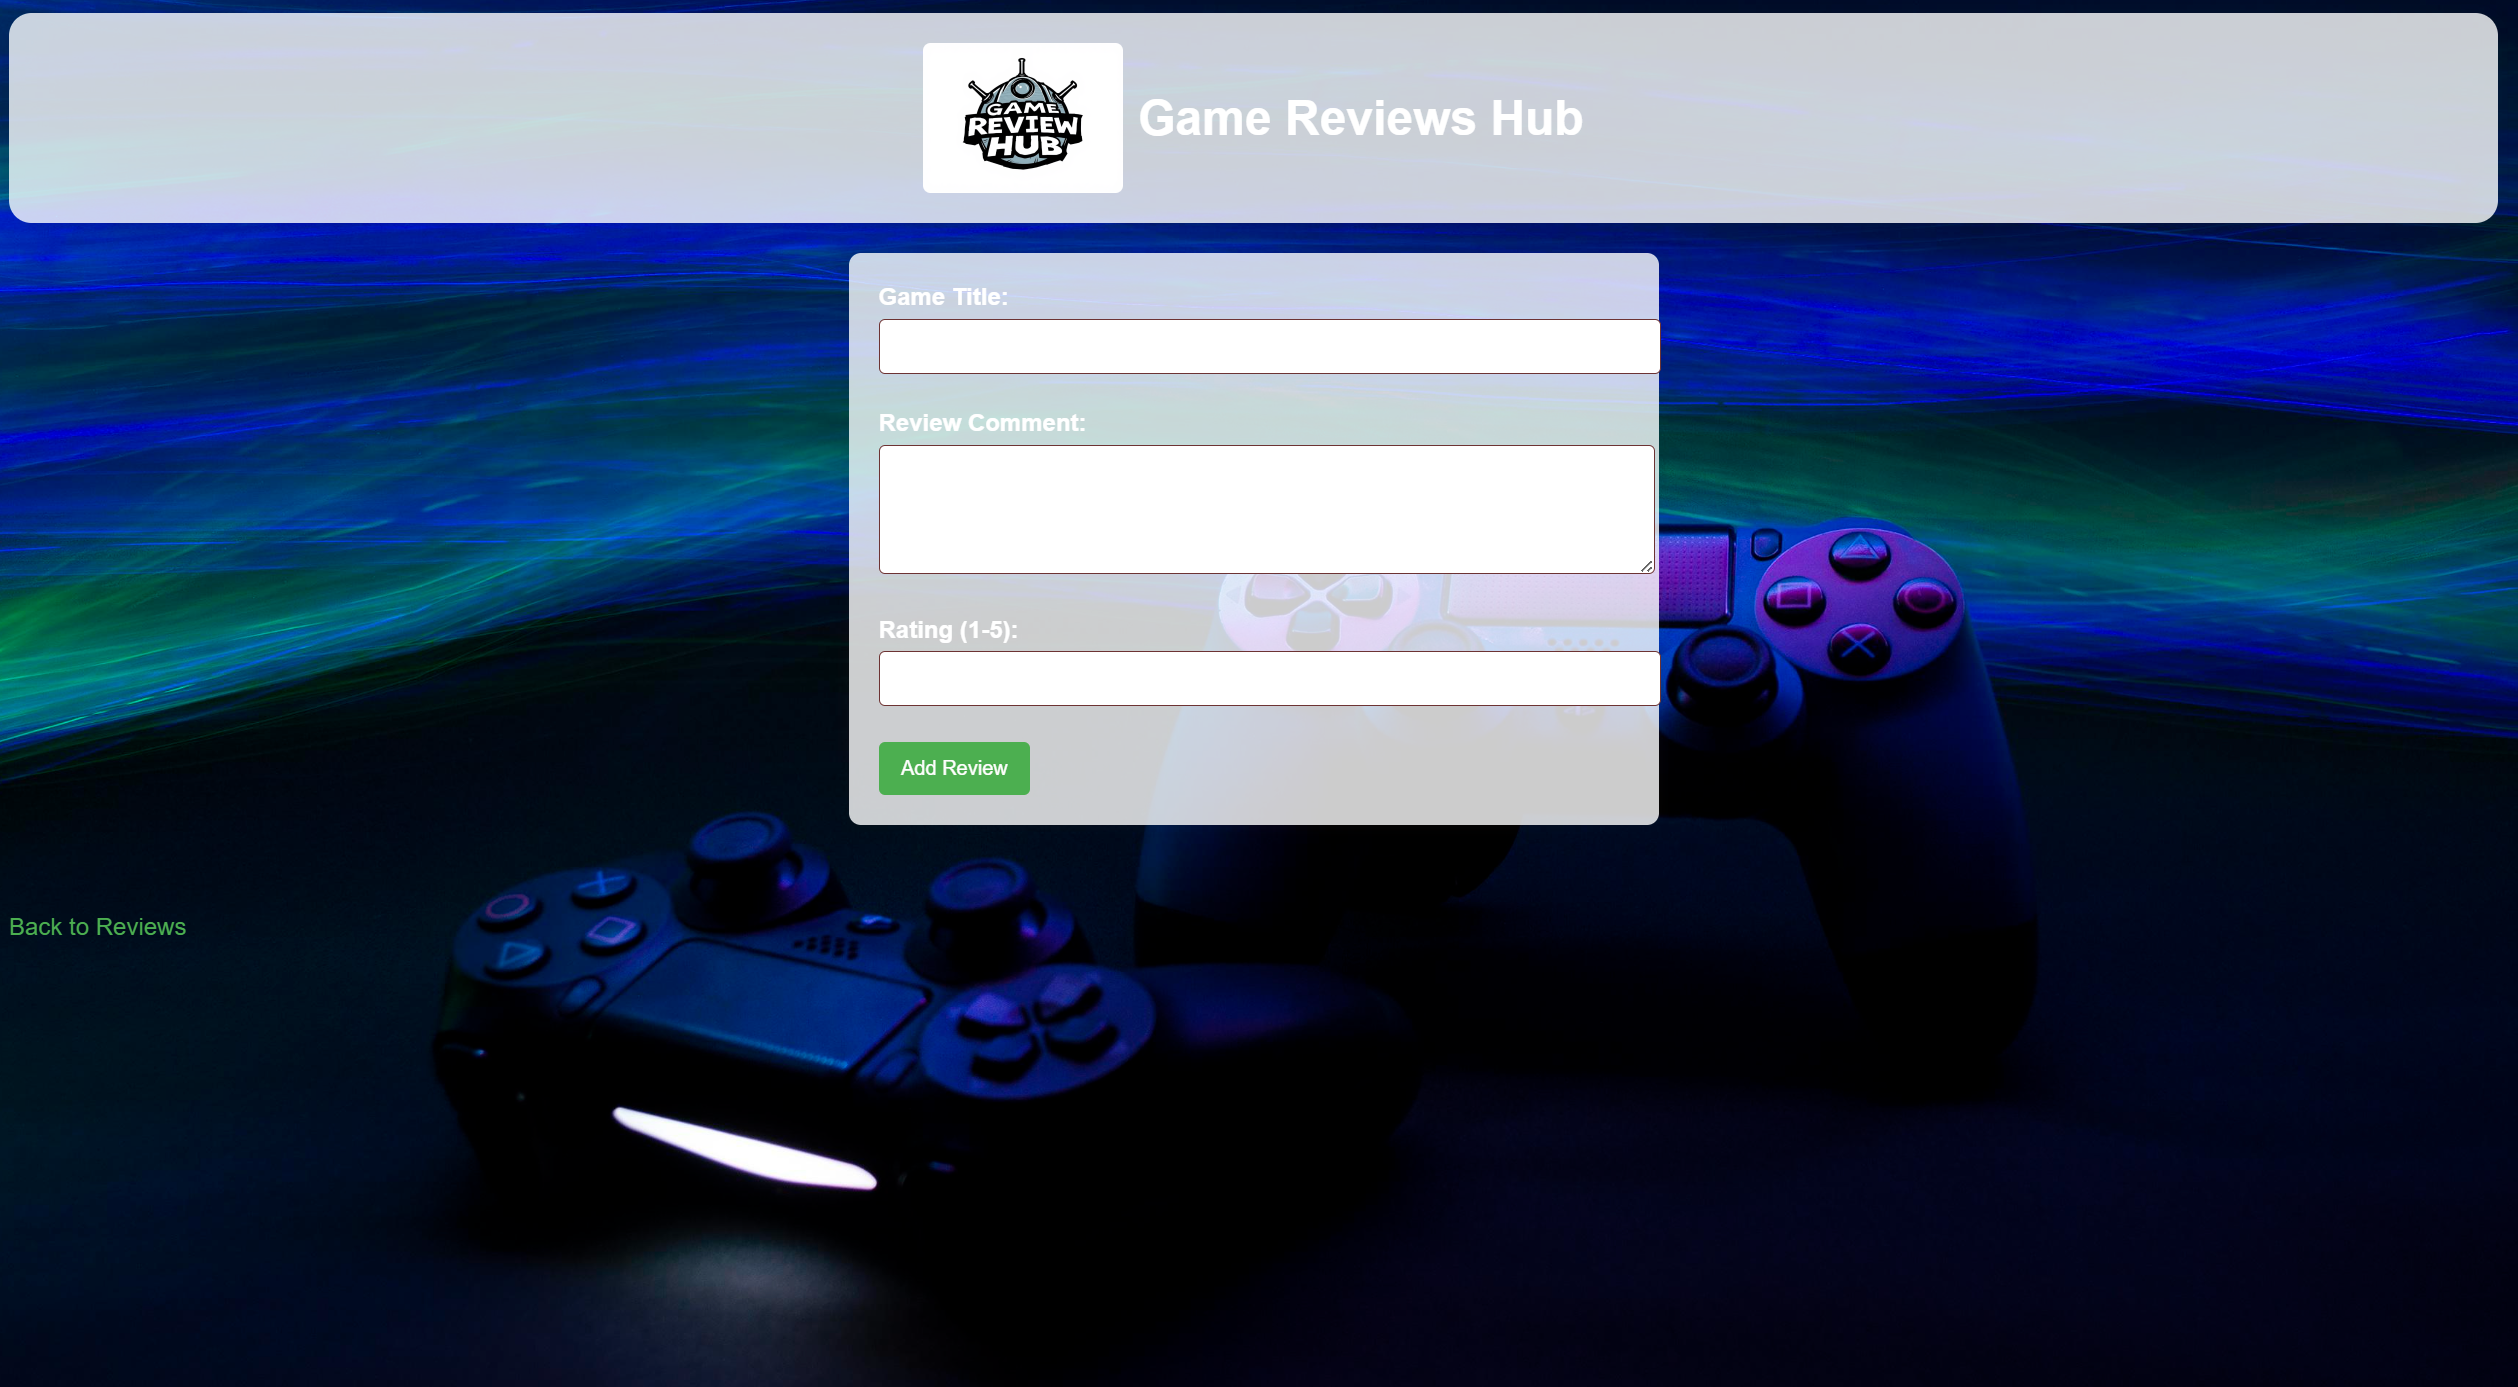 GAME
REVIEW
HUB
Game Reviews Hub
Game Title:
Review Comment:
Rating (1-5):
Add Review
Back to Reviews